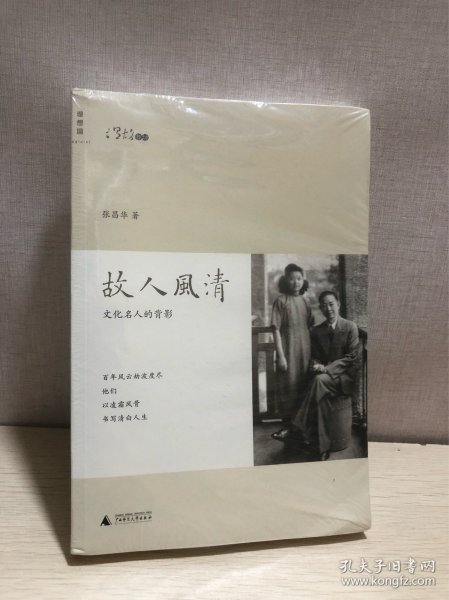 理想国
张昌华 著
故人風清
文化名人的背影
百年风云劫波度尽
他们
以凌霜风骨
书写清白人生
广西师范大学出版社
孔夫子旧书网
www.kongfz.com